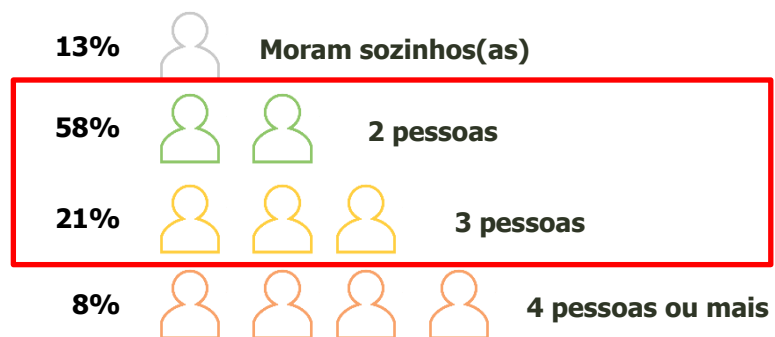 13% Moram sozinhos(as)
58% 2 pessoas
21% 3 pessoas
8% 4 pessoas ou mais